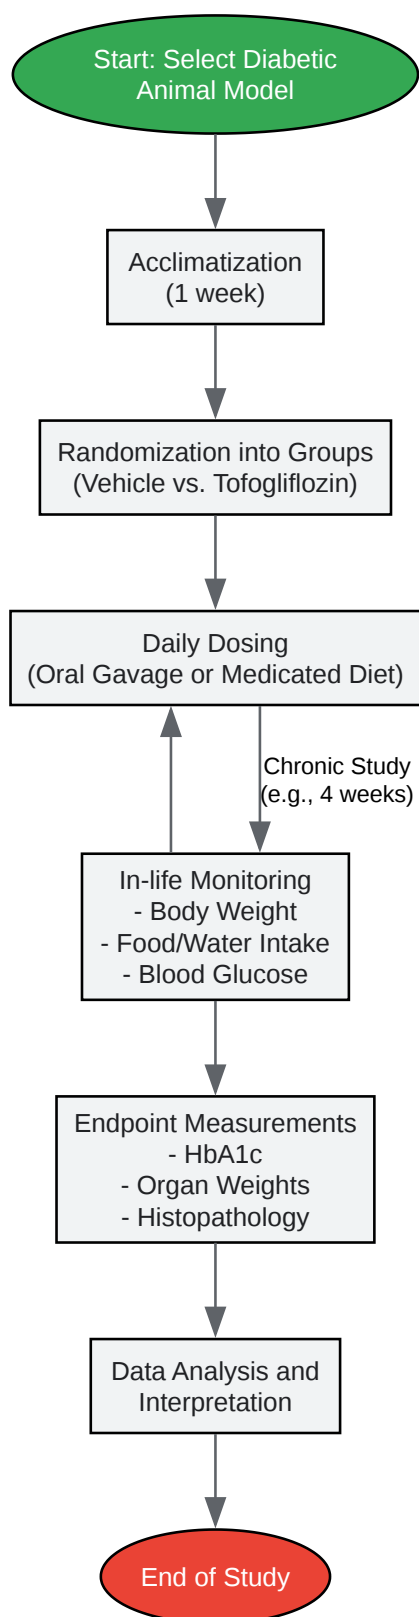 Start: Select Diabetic
Animal Model
Acclimatization
(1 week)
Randomization into Groups
(Vehicle vs. Tofogliflozin)
Daily Dosing
(Oral Gavage or Medicated Diet)
Chronic Study
(e.g., 4 weeks)
In-life Monitoring
- Body Weight
- Food/Water Intake
- Blood Glucose
Endpoint Measurements
- HbA1c
- Organ Weights
- Histopathology
Data Analysis and
Interpretation
End of Study